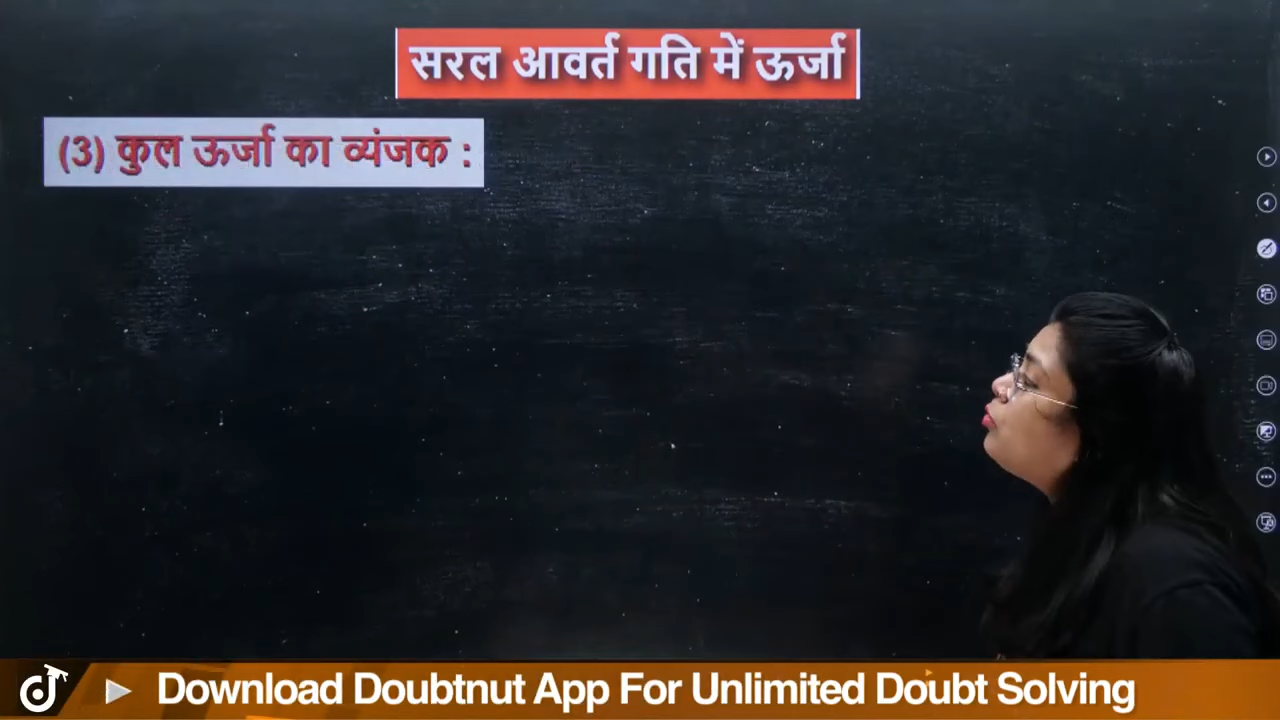 सरल आवर्त गति में ऊर्जा
(3) कुल ऊर्जा का व्यंजक :
Download Doubtnut App For Unlimited Doubt Solving